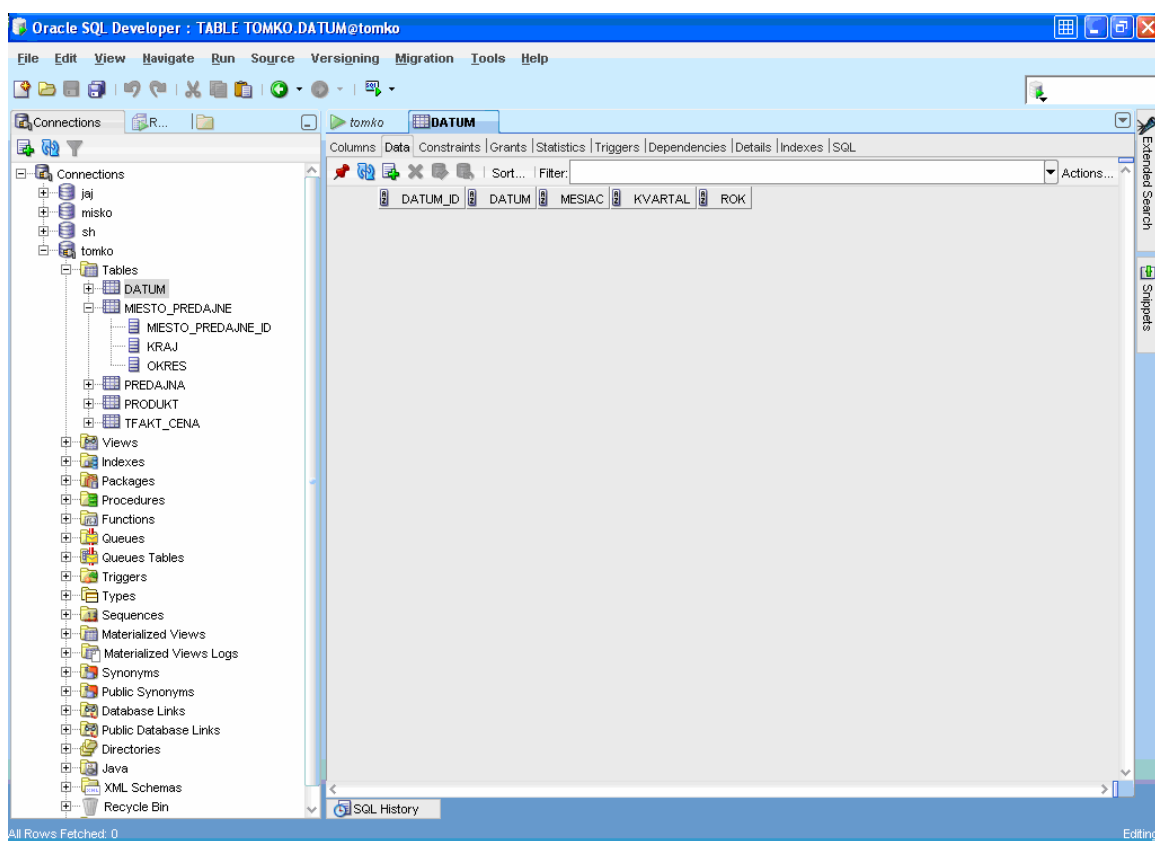 Oracle SQL Developer : TABLE TOMKO.DATUM@tomko
File Edit View Navigate Run Source Versioning Migration Tools Help
Connections R...
tomko DATUM
Columns Data Constraints |Grants |Statistics |Triggers |Dependencies |Details |Indexes |SQL
Sort... Filter: Actions...
DATUM_ID DATUM MESIAC KVARTAL ROK
Connections
jaj
misko
sh
tomko
Tables
DATUM
MIESTO_PREDAJNE
MIESTO_PREDAJNE_ID
KRAJ
OKRES
PREDAJNA
PRODUKT
TFAKT_CENA
Views
Indexes
Packages
Procedures
Functions
Queues
Queues Tables
Triggers
Types
Sequences
Materialized Views
Materialized Views Logs
Synonyms
Public Synonyms
Database Links
Public Database Links
Directories
Java
XML Schemas
Recycle Bin
SQL History
Extended Search
Snippets
All Rows Fetched: 0
Editing